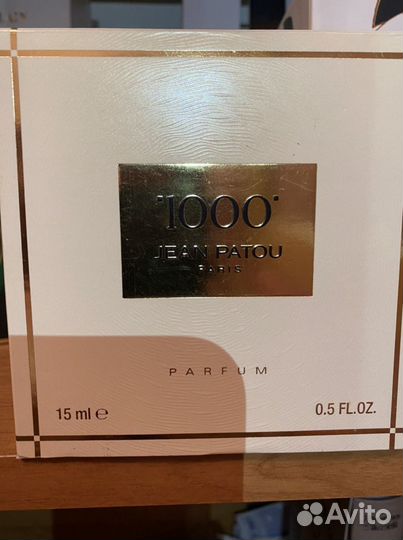 '1000'
JEAN PATOU
PARIS
PARFUM
15 ml ℮
0.5 FL.OZ.
Avito